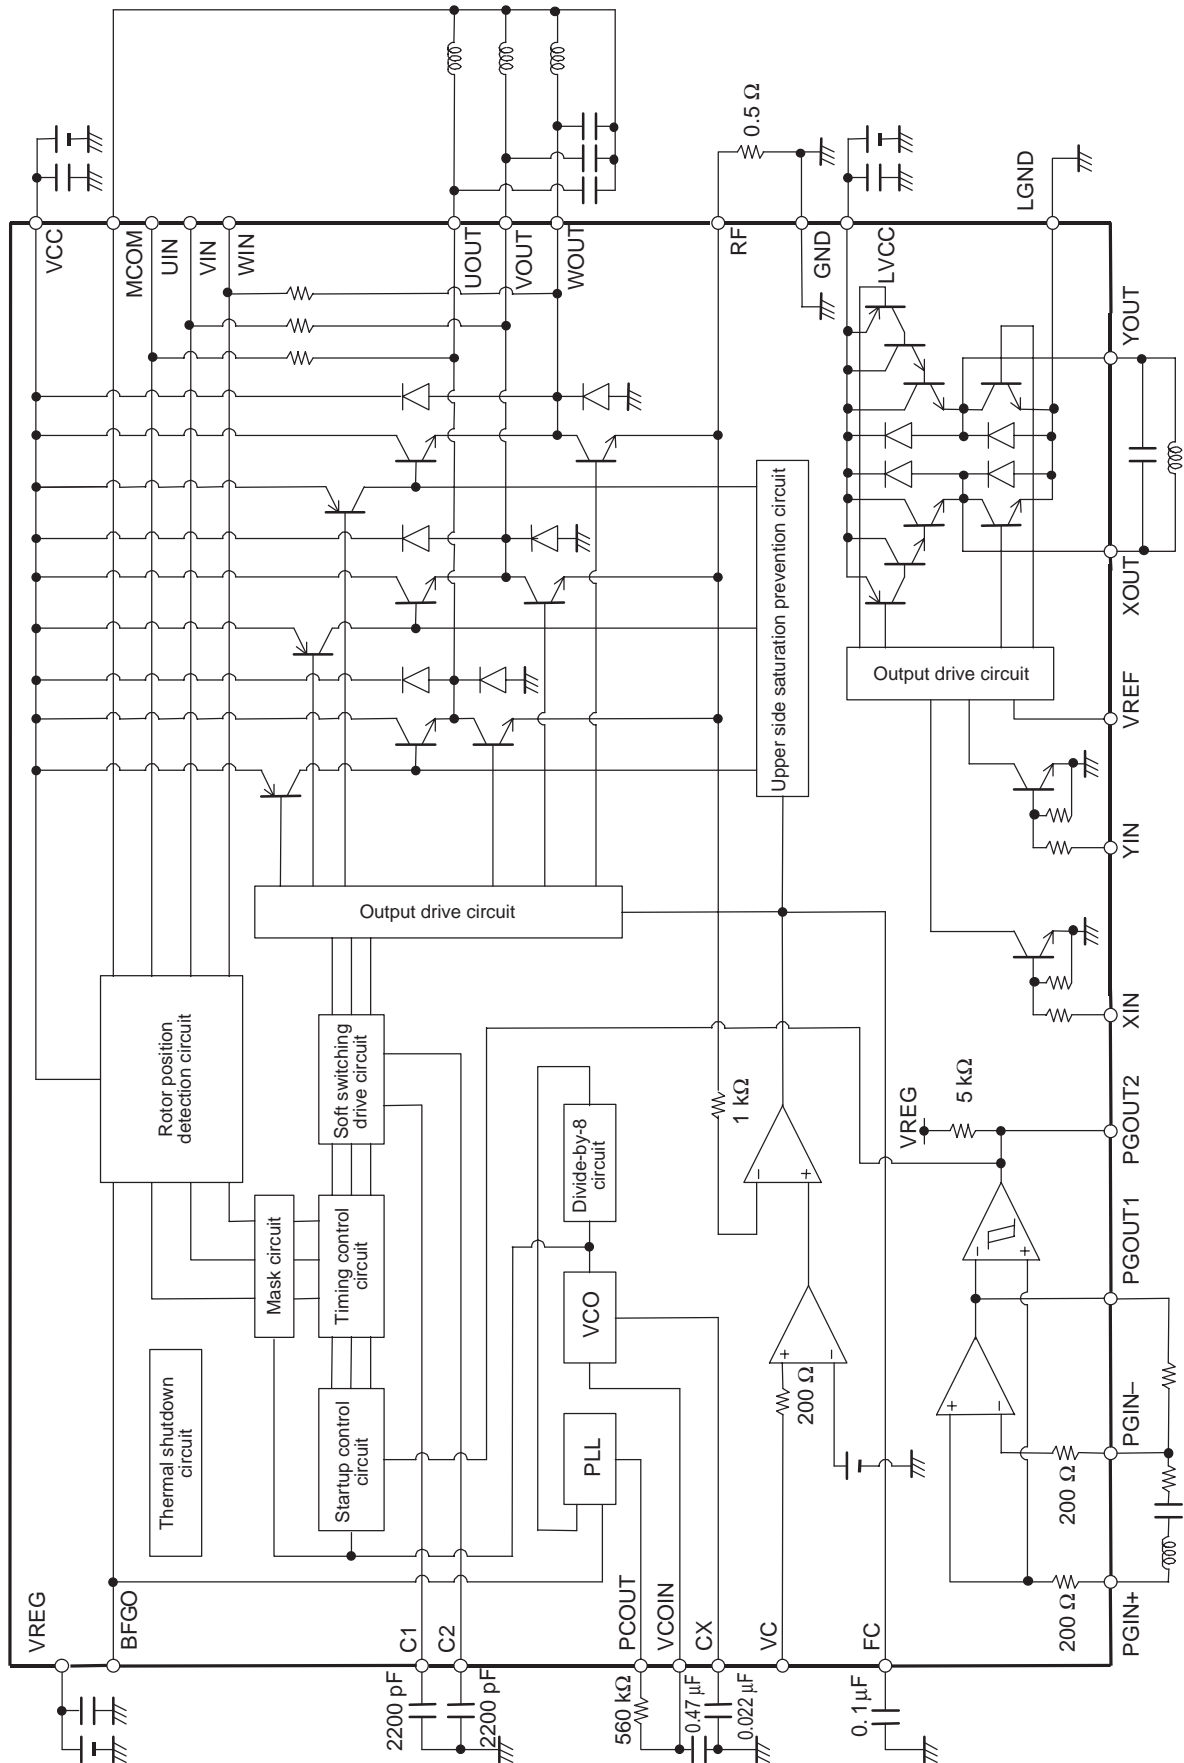 VREG
BFGO
C1
C2
PCOUT
VCOIN
CX
VC
FC
2200 pF
2200 pF
560 kΩ
0.47 μF
0.022 μF
0.1 μF
Thermal shutdown
circuit
Startup control
circuit
Mask circuit
Timing control
circuit
Rotor position
detection circuit
Soft switching
drive circuit
PLL
VCO
Divide-by-8
circuit
Output drive circuit
+
−
200 Ω
−
+
1 kΩ
Upper side saturation prevention circuit
VCC
MCOM
UIN
VIN
WIN
UOUT
VOUT
WOUT
RF
0.5 Ω
GND
LVCC
LGND
Output drive circuit
PGIN+
200 Ω
PGIN−
200 Ω
+
−
PGOUT1
−
+
PGOUT2
VREG
5 kΩ
XIN
YIN
VREF
XOUT
YOUT